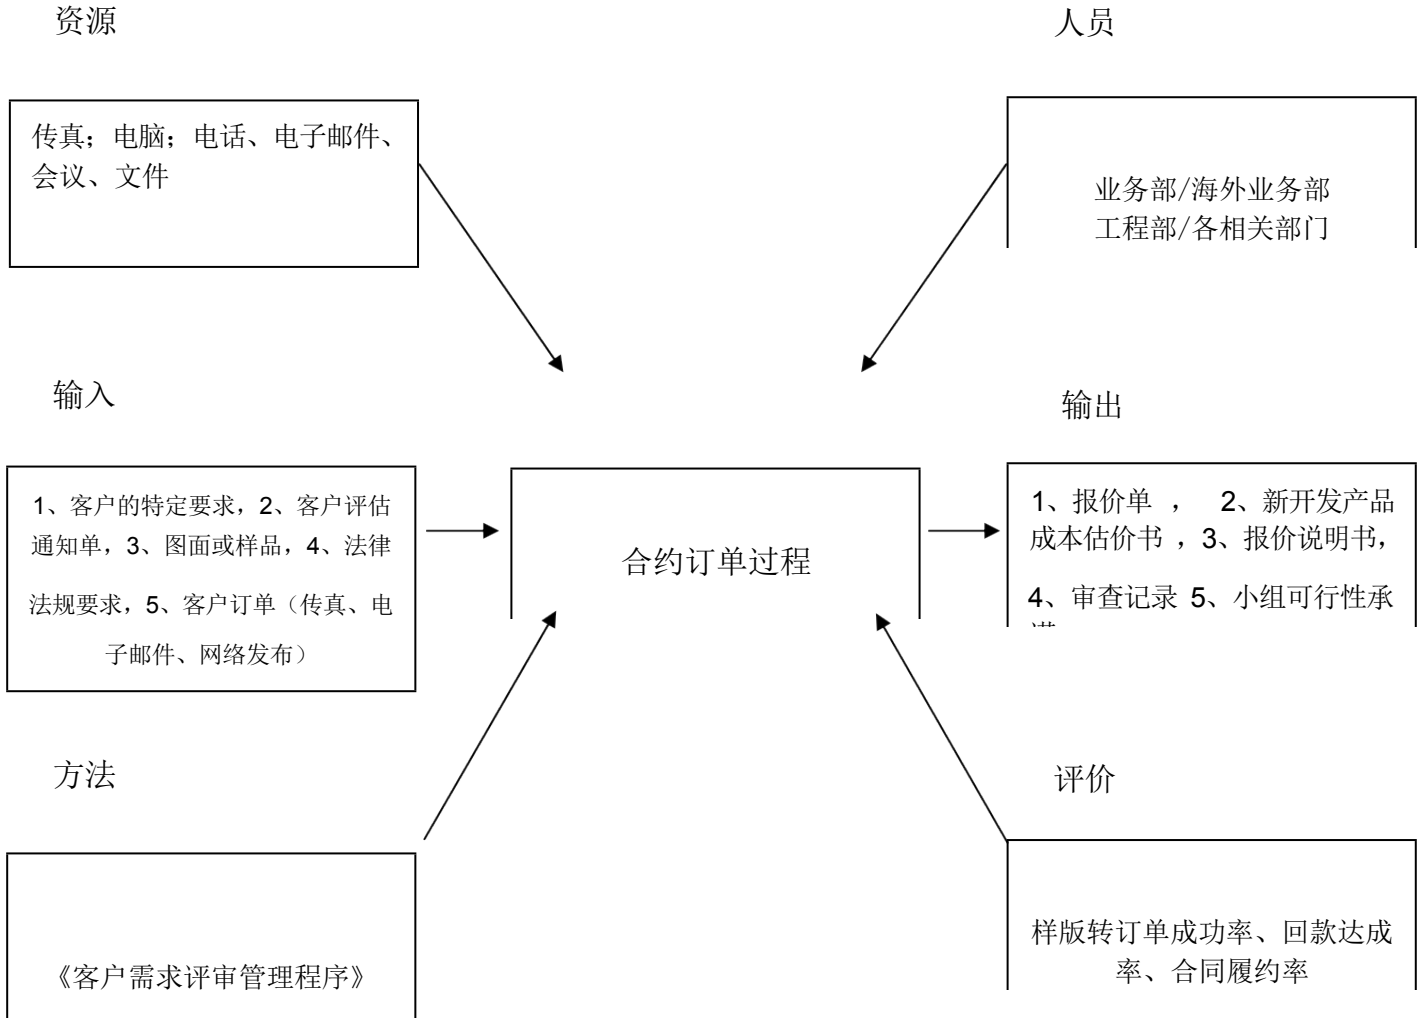 资源
人员
传真；电脑；电话、电子邮件、
会议、文件
业务部/海外业务部
工程部/各相关部门
输入
输出
1、客户的特定要求，2、客户评估
通知单，3、图面或样品，4、法律
法规要求，5、客户订单（传真、电
子邮件、网络发布）
合约订单过程
1、报价单 ， 2、新开发产品
成本估价书 ，3、报价说明书，
4、审查记录 5、小组可行性承
方法
评价
《客户需求评审管理程序》
样版转订单成功率、回款达成
率、合同履约率